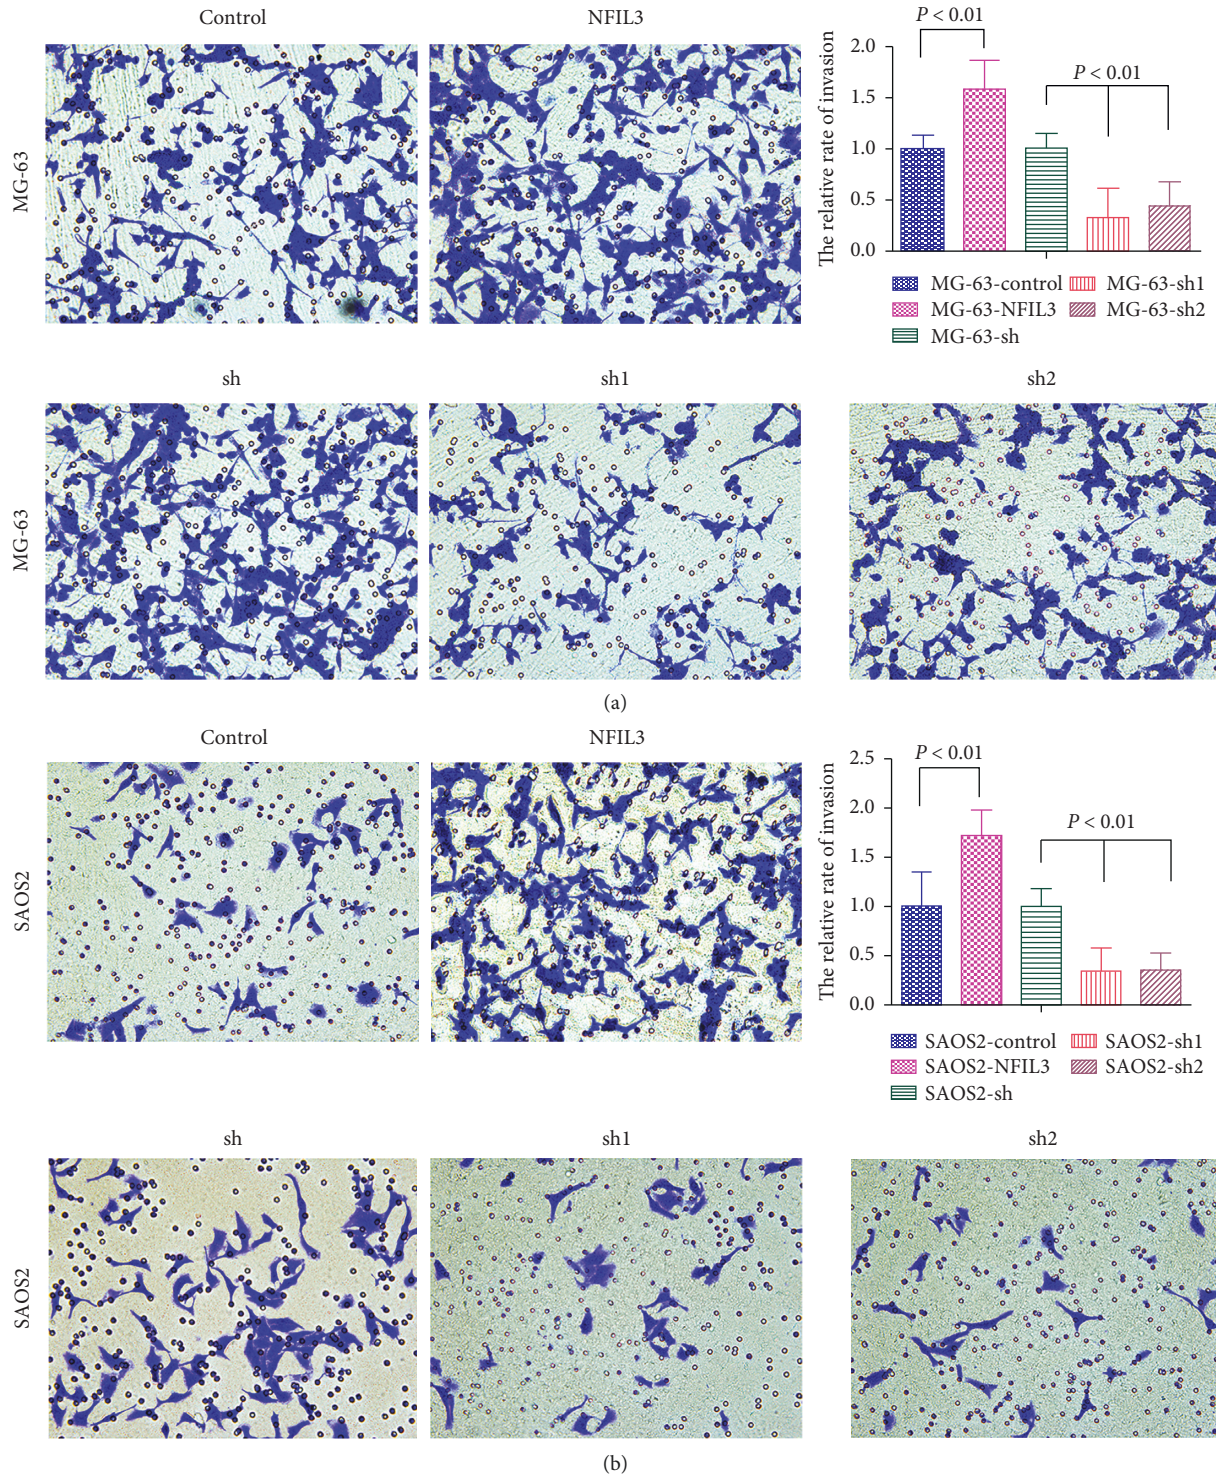 Control
NFIL3
MG-63
P < 0.01
P < 0.01
The relative rate of invasion
2.0
1.5
1.0
0.5
0.0
MG-63-control
MG-63-sh1
MG-63-NFIL3
MG-63-sh2
MG-63-sh
sh
sh1
sh2
MG-63
(a)
Control
NFIL3
SAOS2
P < 0.01
P < 0.01
The relative rate of invasion
2.5
2.0
1.5
1.0
0.5
0.0
SAOS2-control
SAOS2-sh1
SAOS2-NFIL3
SAOS2-sh2
SAOS2-sh
sh
sh1
sh2
SAOS2
(b)